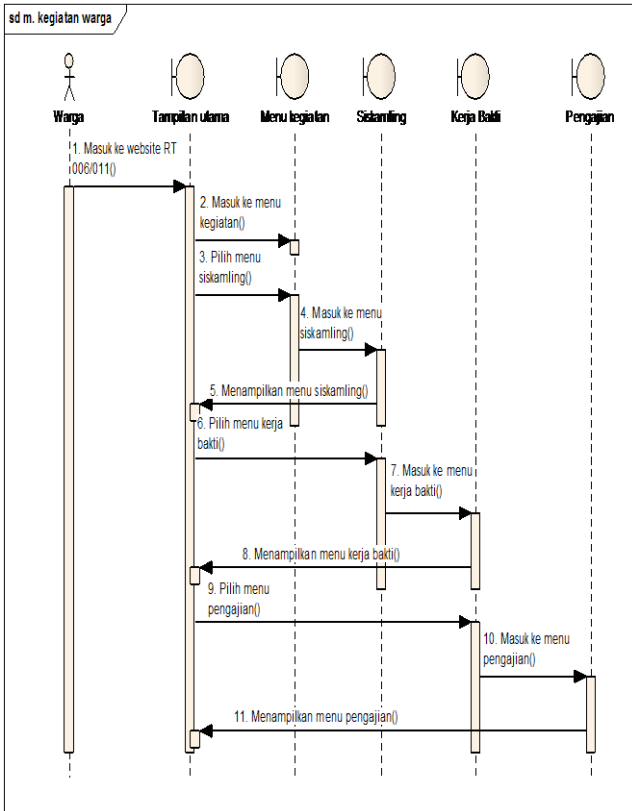 sd m. kegiatan warga
Warga
Tampilan utama
Menu kegiatan
Siskamling
Kerja Bakti
Pengajian
1. Masuk ke website RT
006/011()
2. Masuk ke menu
kegiatan()
3. Pilih menu
siskamling()
4. Masuk ke menu
siskamling()
5. Menampilkan menu siskamling()
6. Pilih menu kerja
bakti()
7. Masuk ke menu
kerja bakti()
8. Menampilkan menu kerja bakti()
9. Pilih menu
pengajian()
10. Masuk ke menu
pengajian()
11. Menampilkan menu pengajian()